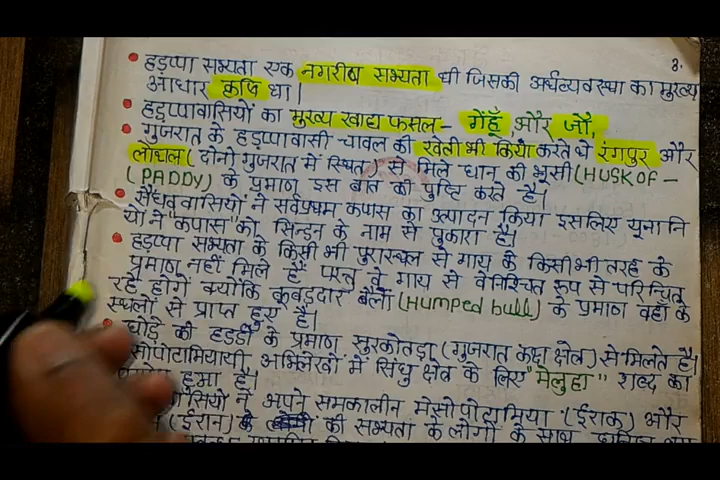 3.
हड़प्पा सभ्यता एक नगरीय सभ्यता थी जिसकी अर्थव्यवस्था का मुख्य
आधार कृषि था।
हड़प्पावासियों का मुख्य खाद्य फसल- गेहूँ और जौ,
गुजरात के हड़प्पावासी चावल की खेती भी किया करते थे रंगपुर और
लोथल (दोनों गुजरात में स्थित) से मिले धान की भूसी (HUSK OF -
(PADDY) के प्रमाण इस बात की पुष्टि करते हैं।
सैंधववासियों ने सर्वप्रथम कपास का उत्पादन किया इसलिए यूनानि
यों ने "कपास" को सिन्डन के नाम से पुकारा है।
हड़प्पा सभ्यता के किसी भी पुरास्थल से गाय के किसी भी तरह के
प्रमाण नहीं मिले हैं परन्तु वे गाय से वे निश्चित रूप से परिचित
रहे होगें क्योंकि कूबड़दार बैलों (Humped bull) के प्रमाण वहाँ के
स्थलों से प्राप्त हुए हैं।
घोड़े की हड्डी के प्रमाण सुरकोतड़ा (गुजरात कच्छ क्षेत्र) से मिलते हैं।
सोपोटामियायी अभिलेखों में सिंधु क्षेत्र के लिए "मेलुहा" शब्द का
हुआ है।
वासियों ने अपने समकालीन मेसोपोटामिया (ईराक) और
(ईरान) की सभ्यता के लोगों के साथ